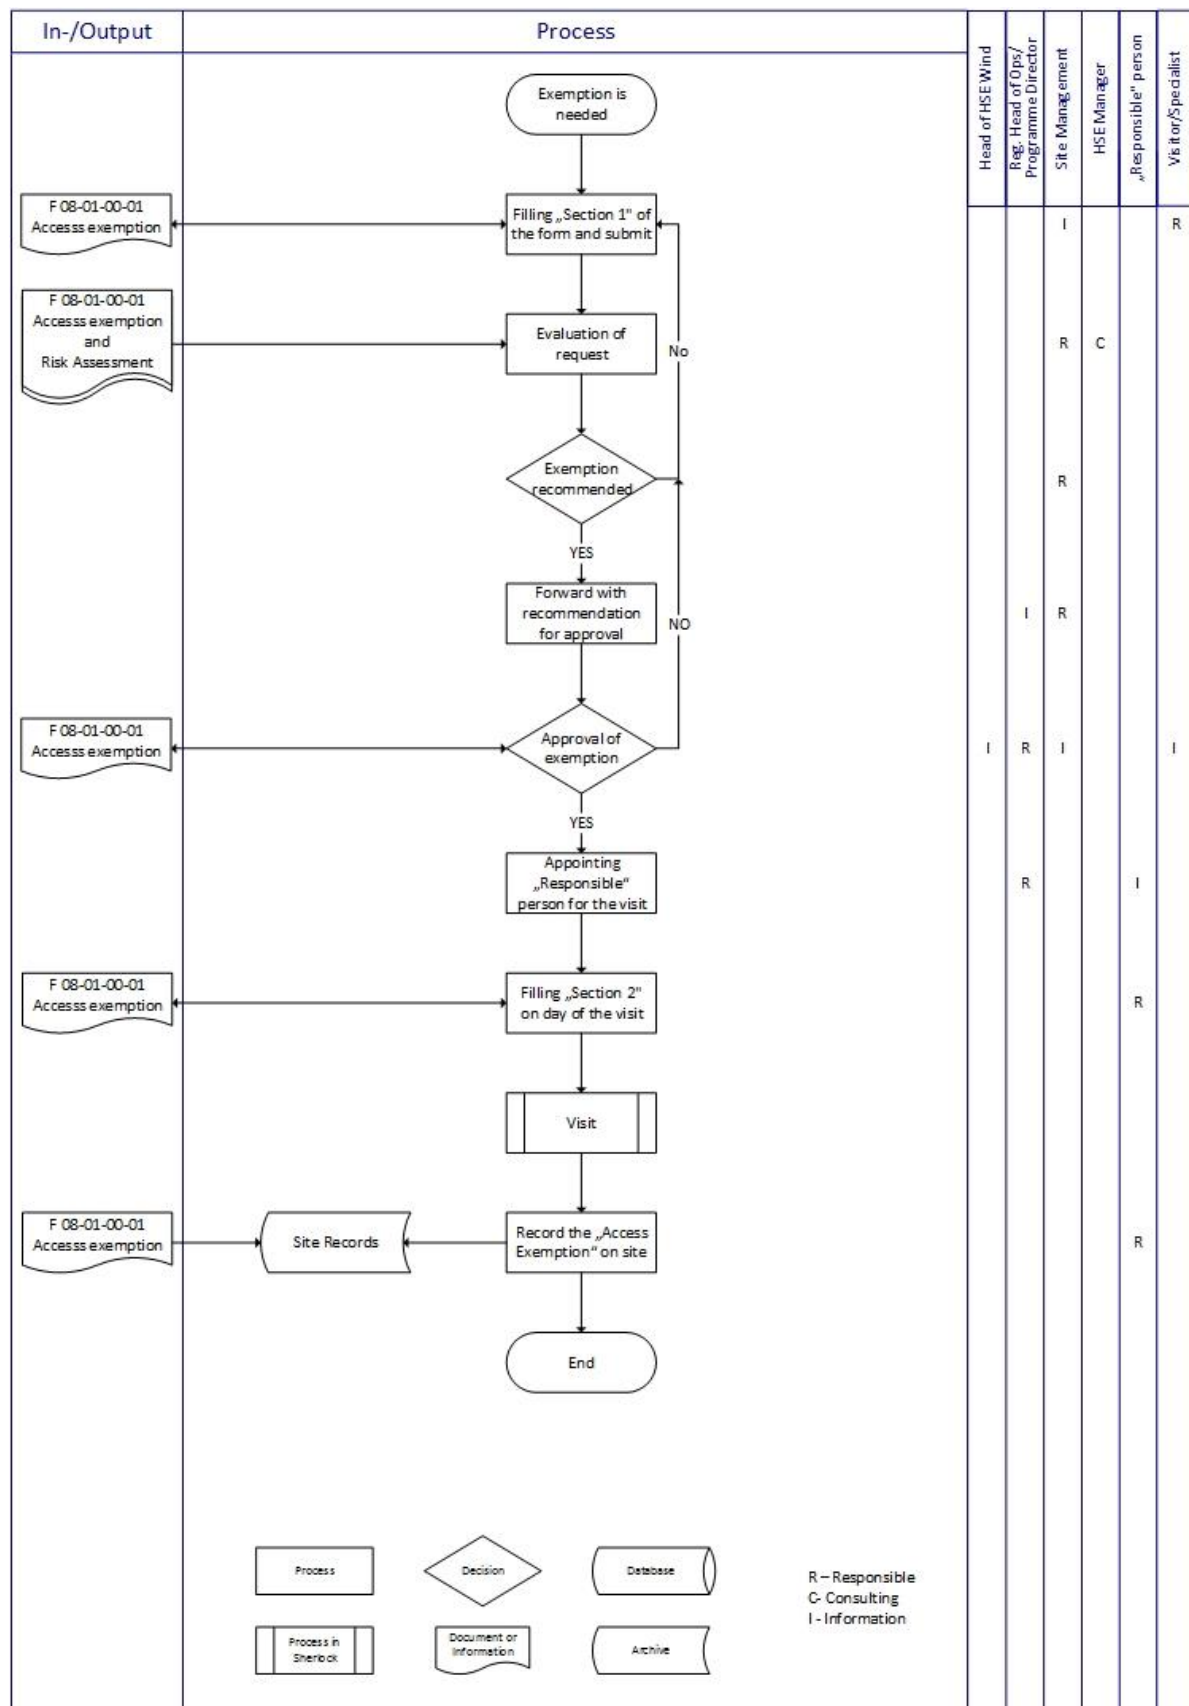 In-/Output
Process
Head of HSE Wind
Reg. Head of Ops/
Programme Director
Site Management
HSE Manager
„Responsible" person
Visitor/Specialist
Exemption is
needed
F 08-01-00-01
Accesss exemption
Filling „Section 1" of
the form and submit
I
R
F 08-01-00-01
Accesss exemption
and
Risk Assessment
Evaluation of
request
No
R
C
Exemption
recommended
R
YES
Forward with
recommendation
for approval
NO
I
R
F 08-01-00-01
Accesss exemption
Approval of
exemption
I
R
I
I
YES
Appointing
„Responsible“
person for the visit
R
I
F 08-01-00-01
Accesss exemption
Filling „Section 2"
on day of the visit
R
Visit
F 08-01-00-01
Accesss exemption
Site Records
Record the „Access
Exemption“ on site
R
End
Process
Decision
Database
Process in
Sherlock
Document or
Information
Archive
R – Responsible
C- Consulting
I - Information